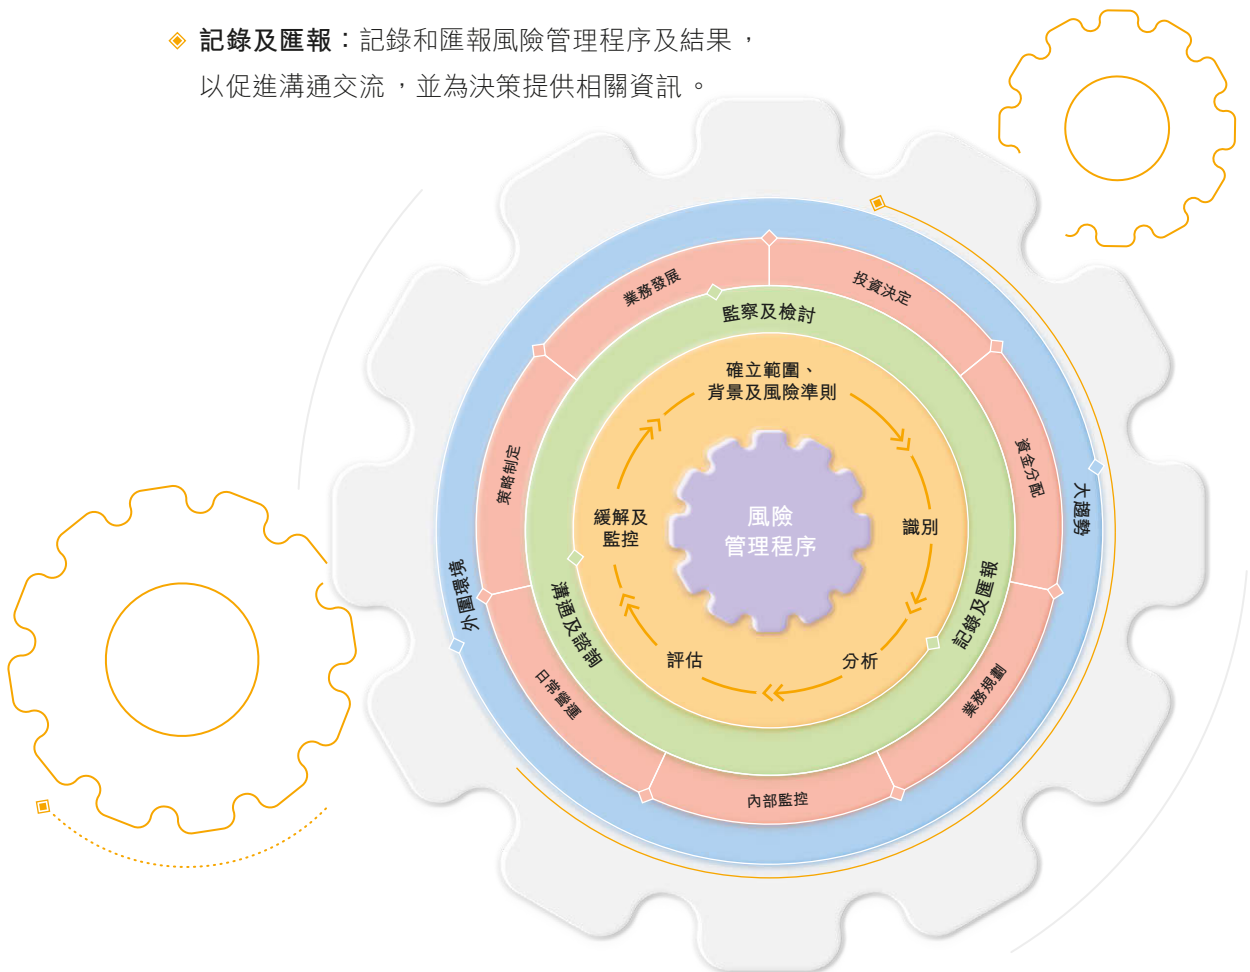 記錄及匯報：記錄和匯報風險管理程序及結果，
以促進溝通交流，並為決策提供相關資訊。
業務發展
投資決定
監察及檢討
確立範圍、
背景及風險準則
策略制定
資金分配
大趨勢
緩解及
監控
風險
管理程序
識別
外圍環境
溝通及諮詢
記錄及匯報
評估
分析
日常營運
業務規劃
內部監控